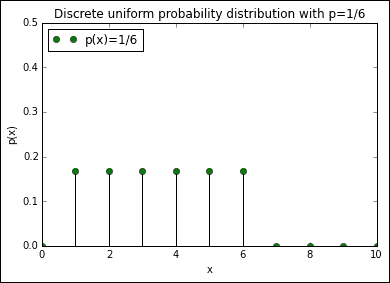 Discrete uniform probability distribution with p=1/6
p(x)=1/6
0.5
0.4
0.3
0.2
0.1
0.0
p(x)
0 2 4 6 8 10
x